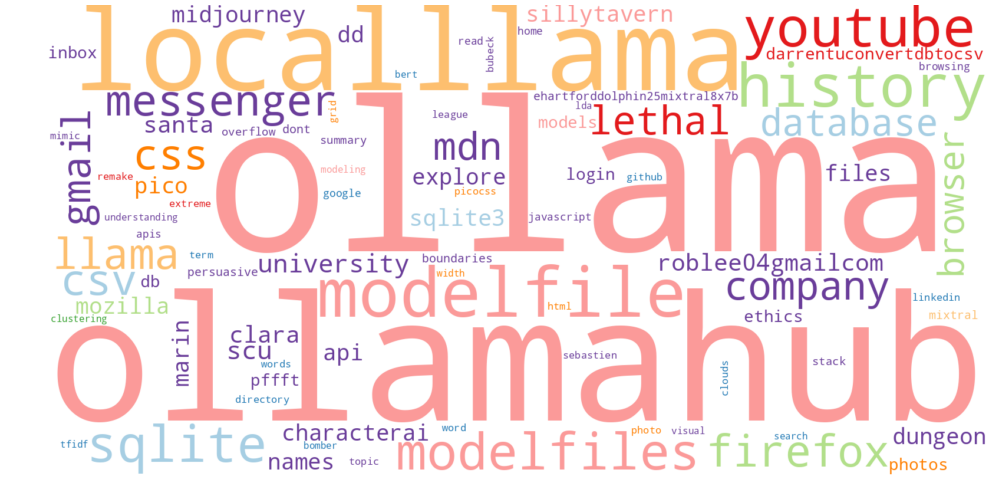 midjourney
sillytavern
youtube
inbox
dd
read
bubeck
home
localllama
darrentuconvertdbtocsv
browsing
bert
history
messenger
grid
ehartforddolphin25mixtral8x7b
lda
league
models
lethal
database
gmail
mimic
santa
overflow
dont
summary
mdn
css
ollama
remake
pico
extreme
modeling
google
explore
picocss
login
github
files
browser
understanding
sqlite3
javascript
apis
llama
term
persuasive
university
boundaries
roblee04gmailcom
csv
db
width
modelfile
company
mozilla
html
linkedin
ethics
mixtral
clustering
marin
clara
scu
api
ollamahub
sebastien
stack
words
pffft
clouds
directory
sqlite
tfidf
characterai
word
bomber
names
topic
modelfiles
photo
visual
firefox
search
dungeon
photos